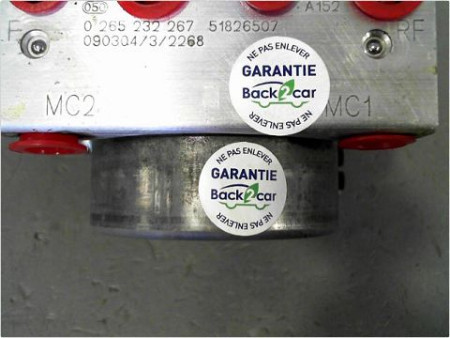 050 A152
F 0 265 232 267 51826507 RF
090304/3/2268
MC2 MC1
NE PAS ENLEVER
GARANTIE
Back2car
NE PAS ENLEVER
NE PAS ENLEVER
GARANTIE
Back2car
NE PAS ENLEVER